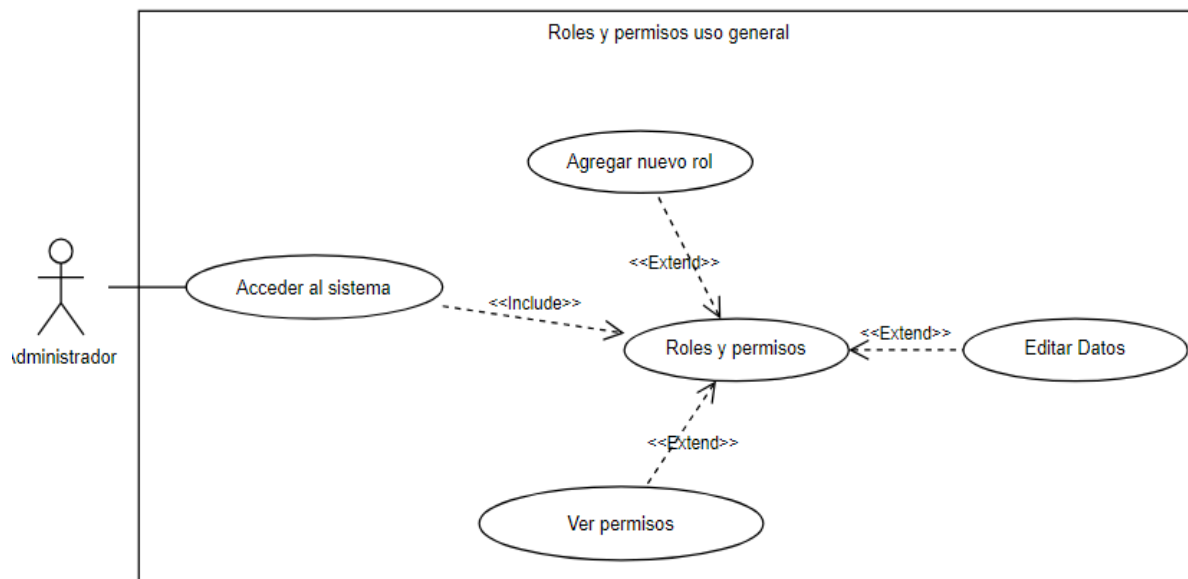 Roles y permisos uso general
Agregar nuevo rol
<<Extend>>
Acceder al sistema
<<Include>>
Roles y permisos
<<Extend>>
Editar Datos
Administrador
<<Extend>>
Ver permisos